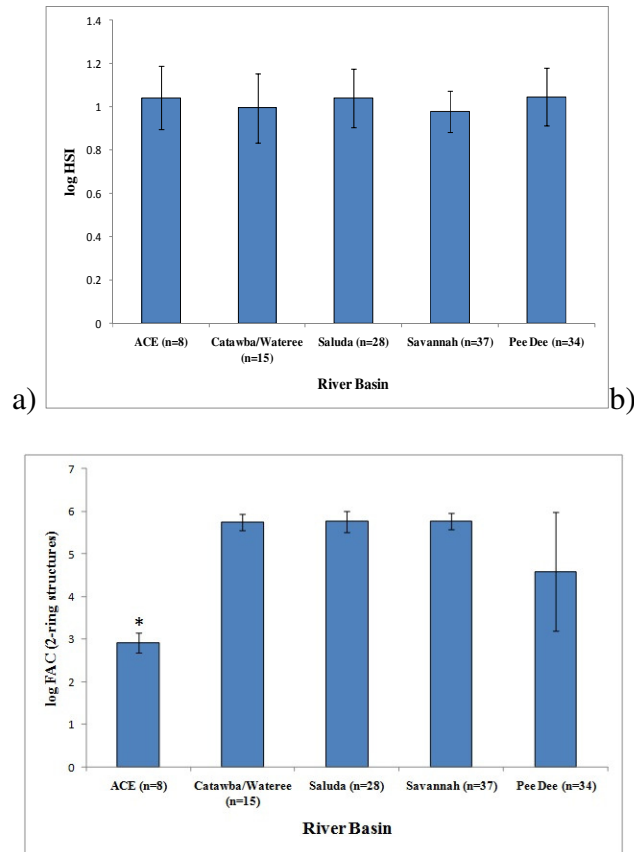 log HSI
1.6
1.4
1.2
1
0.8
0.6
0.4
0.2
0
ACE (n=8) Catawba/Wateree (n=15) Saluda (n=28) Savannah (n=37) Pee Dee (n=34)
River Basin
a)
b)
log FAC (2-ring structures)
7
6
5
4
3
2
1
0
*
ACE (n=8) Catawba/Wateree (n=15) Saluda (n=28) Savannah (n=37) Pee Dee (n=34)
River Basin